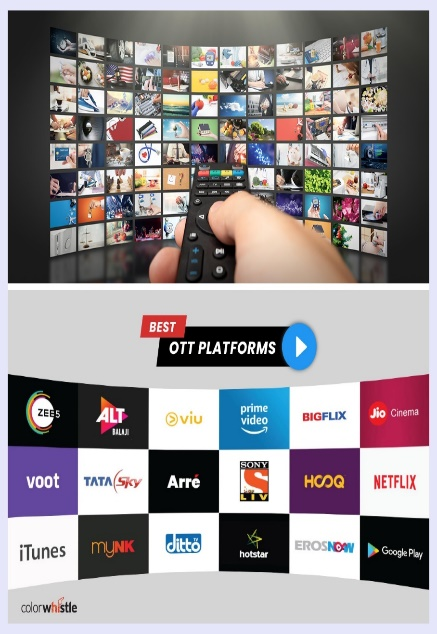 BEST
OTT PLATFORMS
ZEE5
ALT
BALAJI
viu
prime
video
BIGFLIX
Jio Cinema
voot
TATA Sky
Arré
SONY
LIV
HOOQ
NETFLIX
iTunes
myNK
dittö
hotstar
EROSNOW
Google Play
colorwhistle